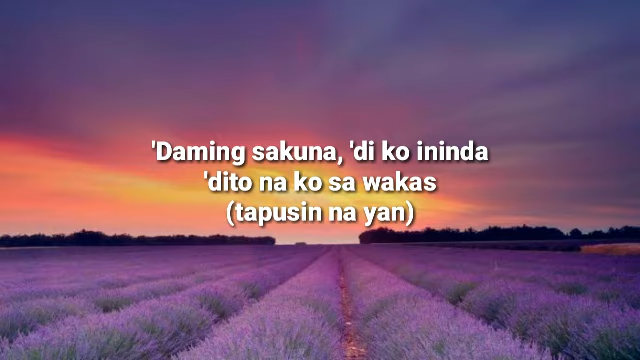 'Daming sakuna, 'di ko ininda
'dito na ko sa wakas
(tapusin na yan)